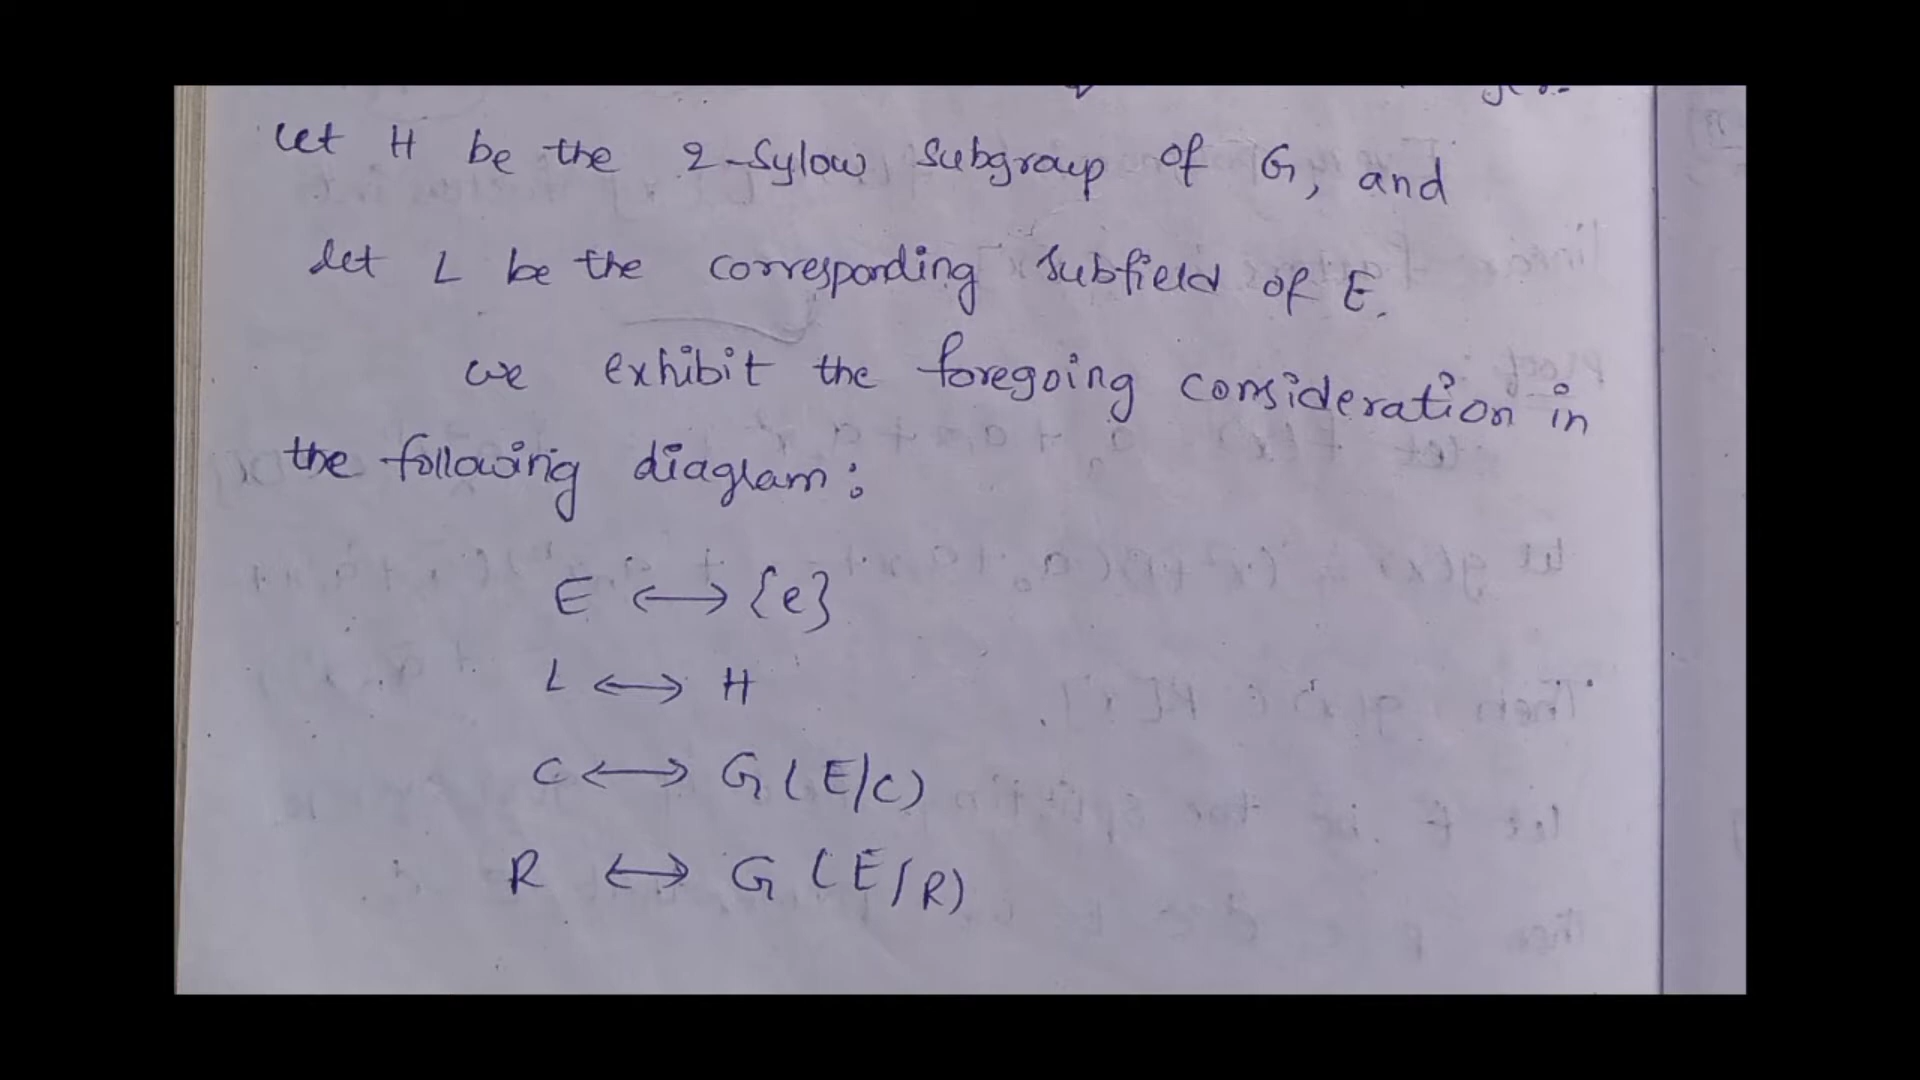 Let H be the 2-Sylow subgroup of G, and
let L be the corresponding subfield of E.
we exhibit the foregoing consideration in
the following diagram:
E ↔ {e}
L ↔ H
C ↔ G(E/C)
R ↔ G(E/R)